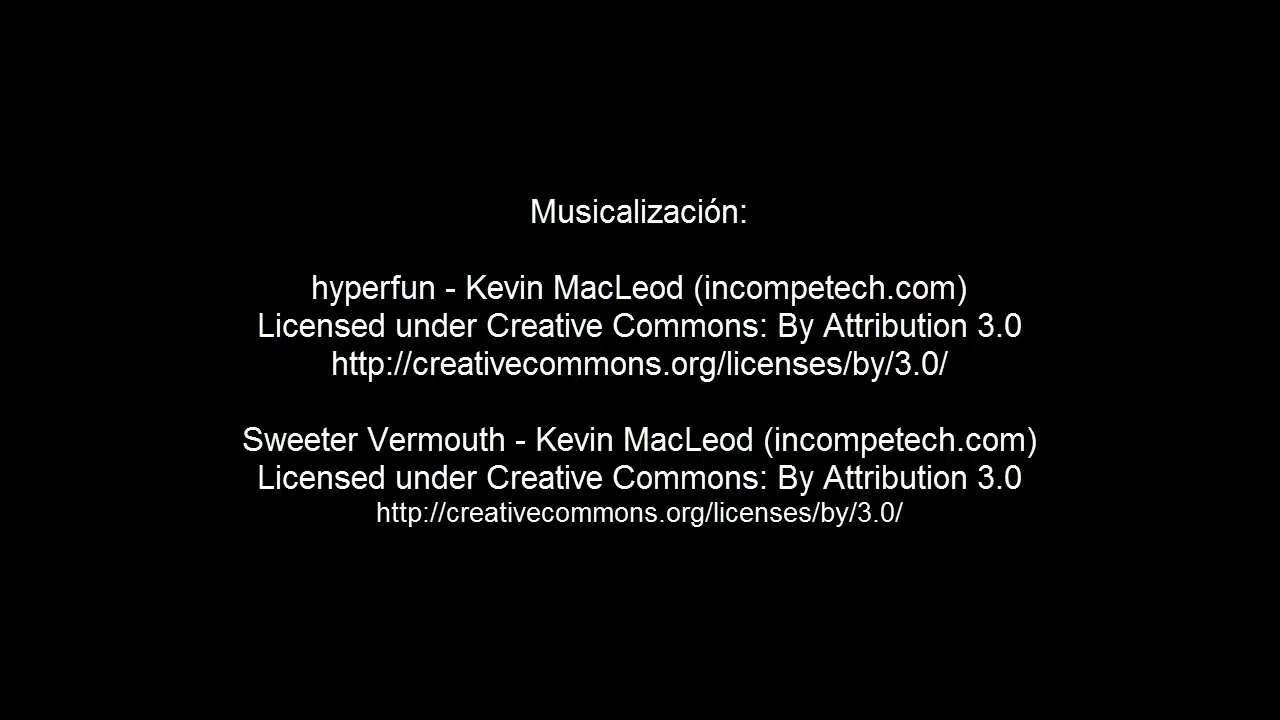 Musicalización:
hyperfun - Kevin MacLeod (incompetech.com)
Licensed under Creative Commons: By Attribution 3.0
http://creativecommons.org/licenses/by/3.0/
Sweeter Vermouth - Kevin MacLeod (incompetech.com)
Licensed under Creative Commons: By Attribution 3.0
http://creativecommons.org/licenses/by/3.0/